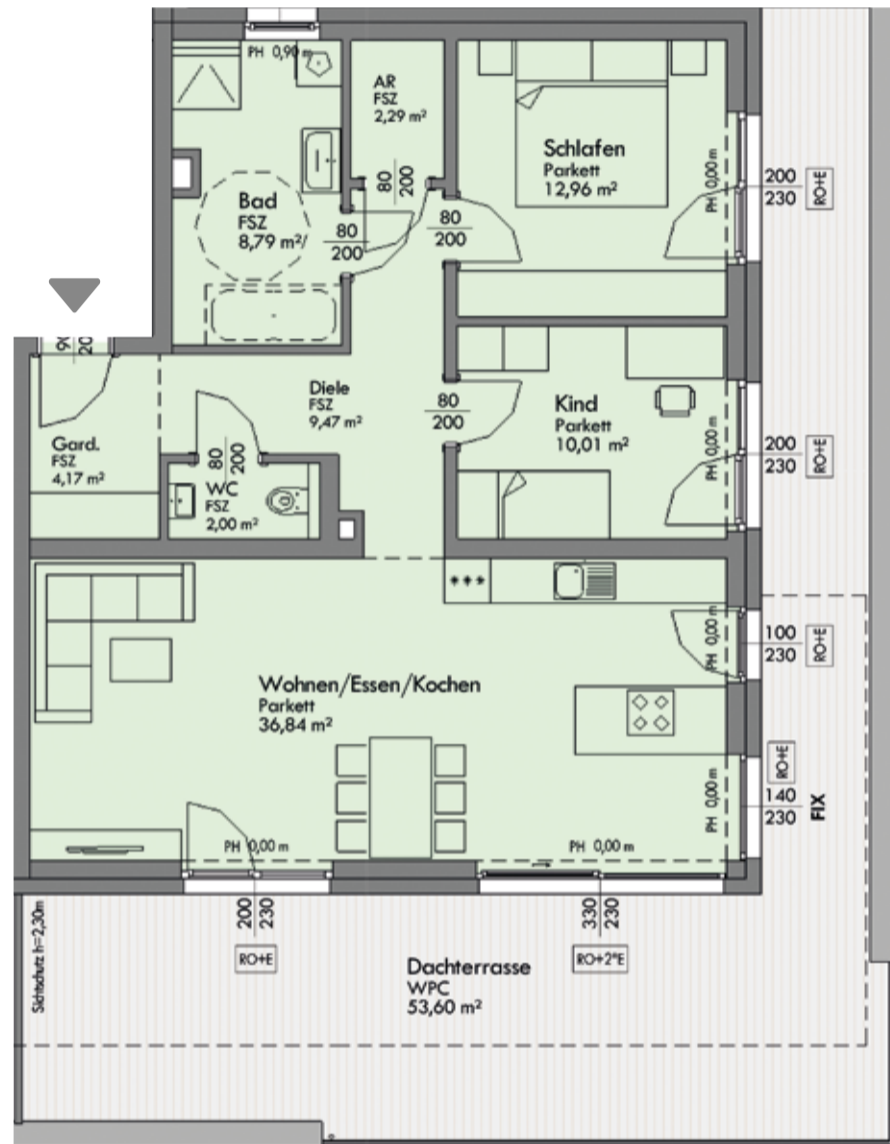 PH 0,90 m
AR
FSZ
2,29 m²
80
200
Schlafen
Parkett
12,96 m²
PH 0,00 m
200
230
RO+E
Bad
FSZ
8,79 m²
80
200
80
200
90
20
Diele
FSZ
9,47 m²
80
200
Kind
Parkett
10,01 m²
PH 0,00 m
200
230
RO+E
Gard.
FSZ
4,17 m²
80
200
WC
FSZ
2,00 m²
***
PH 0,00 m
100
230
RO+E
Wohnen/Essen/Kochen
Parkett
36,84 m²
RO+E
PH 0,00 m
140
230
FIX
PH 0,00 m
PH 0,00 m
Sichtschutz h=2,30m
200
230
RO+E
330
230
RO+2*E
Dachterrasse
WPC
53,60 m²